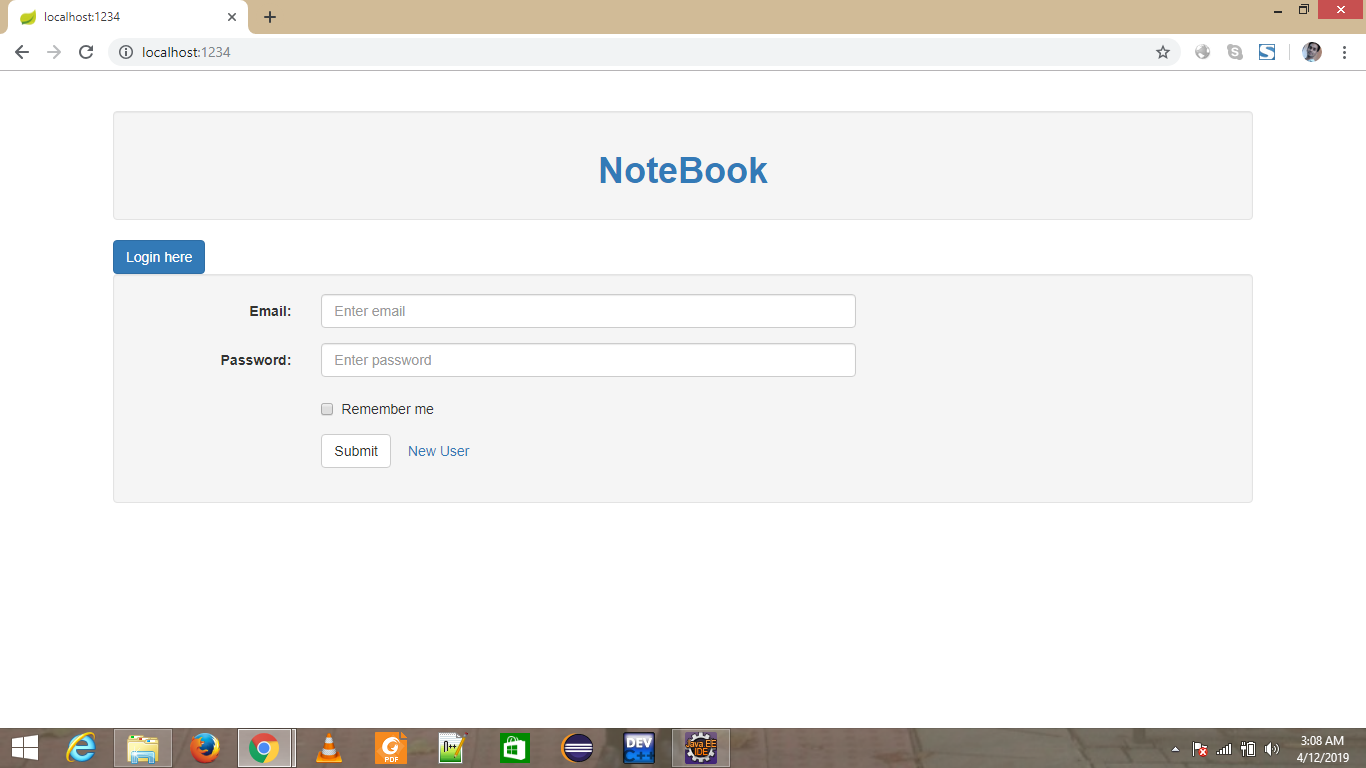 localhost:1234
localhost:1234
NoteBook
Login here
Email:
Enter email
Password:
Enter password
Remember me
Submit
New User
PDF
N++
DEV
C++
Java EE
IDE
3:08 AM
4/12/2019